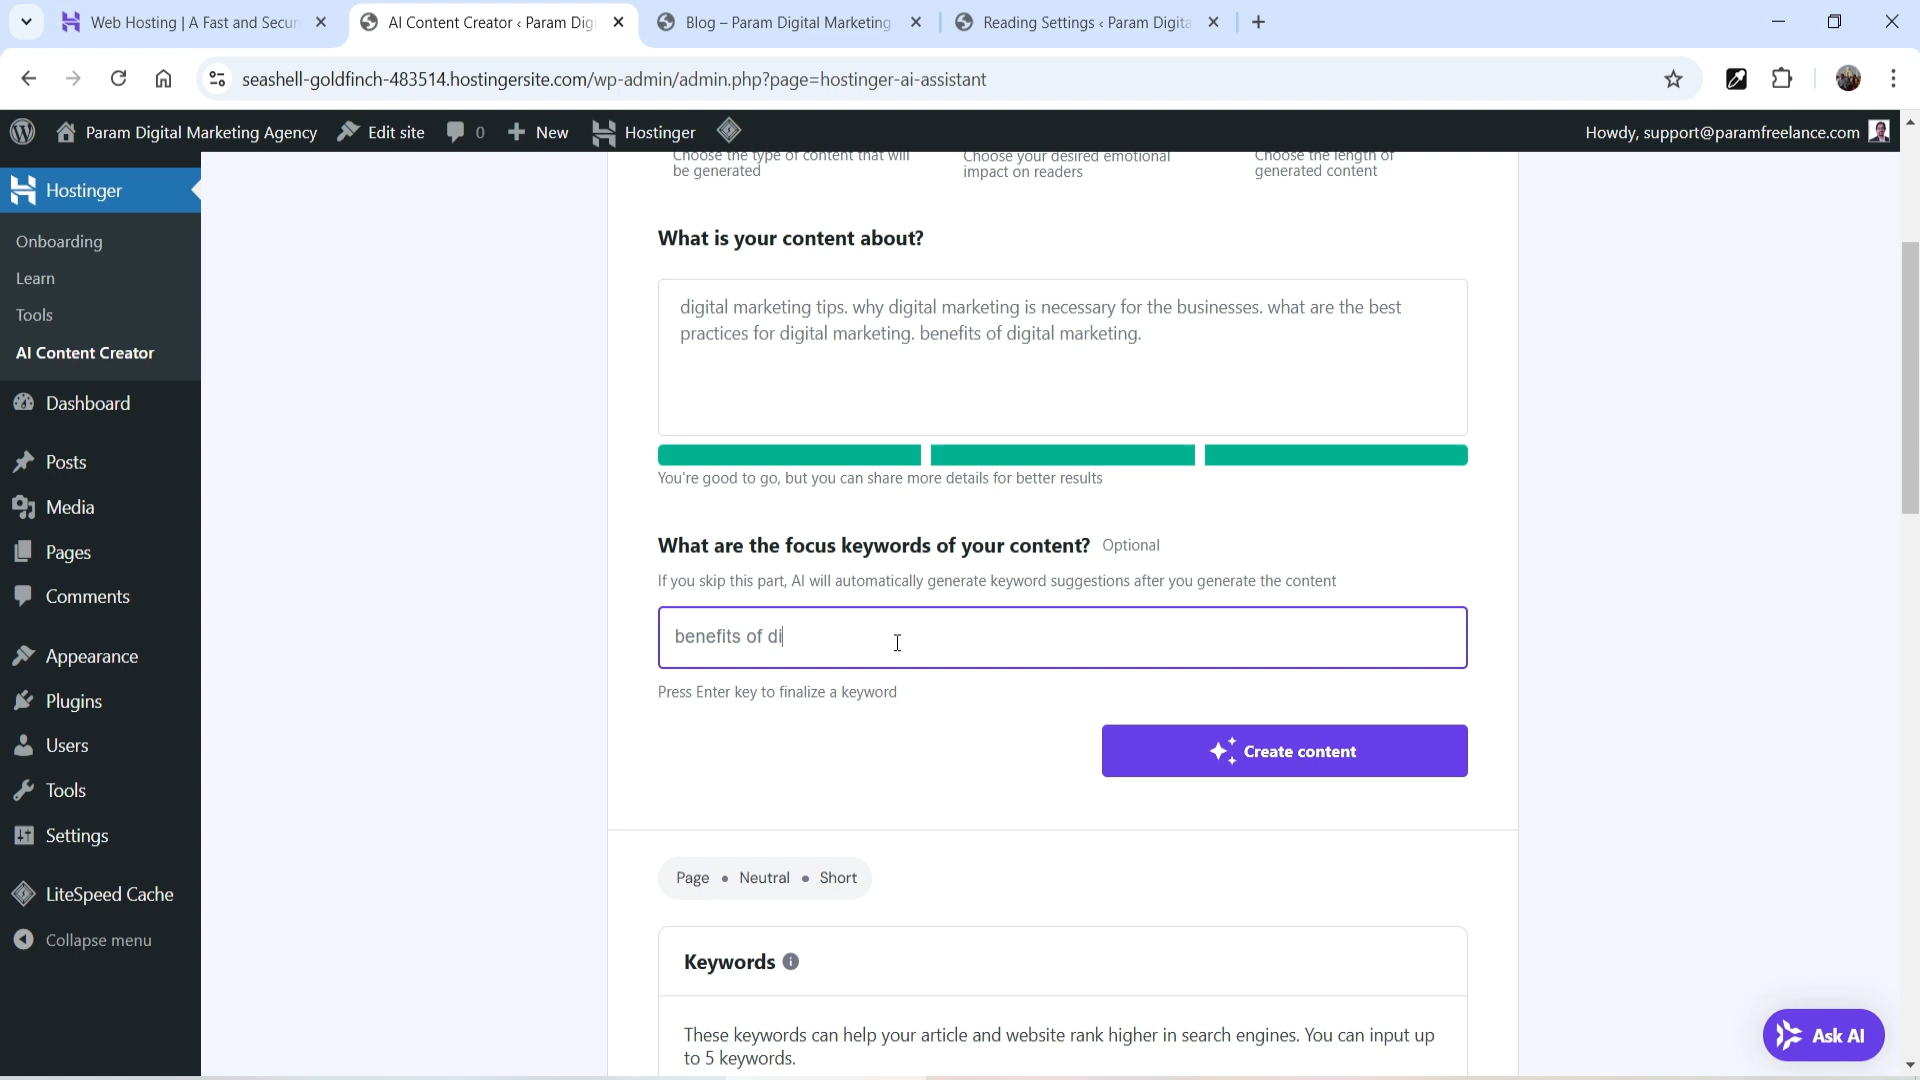 Web Hosting | A Fast and Secur
AI Content Creator ‹ Param Dig
Blog – Param Digital Marketing
Reading Settings ‹ Param Digita
seashell-goldfinch-483514.hostingersite.com/wp-admin/admin.php?page=hostinger-ai-assistant
Param Digital Marketing Agency
Edit site
0
New
Hostinger
Howdy, support@paramfreelance.com
Hostinger
Onboarding
Learn
Tools
AI Content Creator
Dashboard
Posts
Media
Pages
Comments
Appearance
Plugins
Users
Tools
Settings
LiteSpeed Cache
Collapse menu
Choose the type of content that will
be generated
Choose your desired emotional
impact on readers
Choose the length of
generated content
What is your content about?
digital marketing tips. why digital marketing is necessary for the businesses. what are the best
practices for digital marketing. benefits of digital marketing.
You're good to go, but you can share more details for better results
What are the focus keywords of your content? Optional
If you skip this part, AI will automatically generate keyword suggestions after you generate the content
benefits of di
Press Enter key to finalize a keyword
Create content
Page • Neutral • Short
Keywords
These keywords can help your article and website rank higher in search engines. You can input up
to 5 keywords.
Ask AI